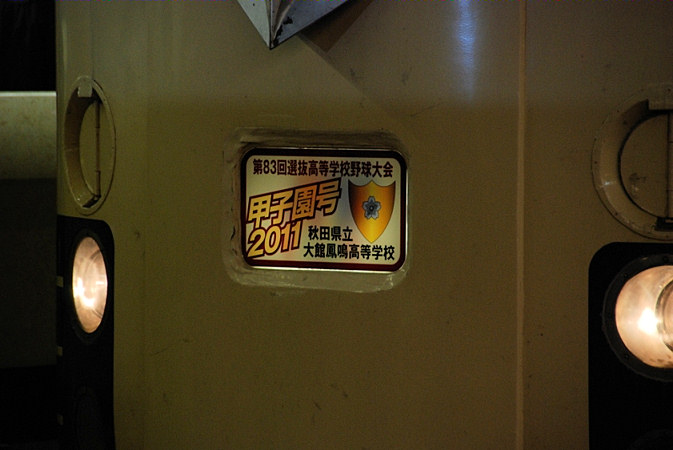 第83回選抜高等学校野球大会
甲子園号
2011
秋田県立
大館鳳鳴高等学校